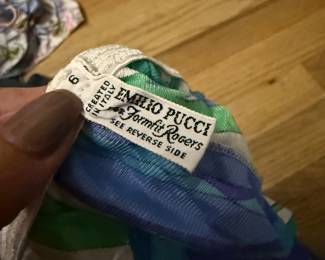 6
CREATED
IN ITALY
EMILIO PUCCI
for Formfit Rogers
SEE REVERSE SIDE